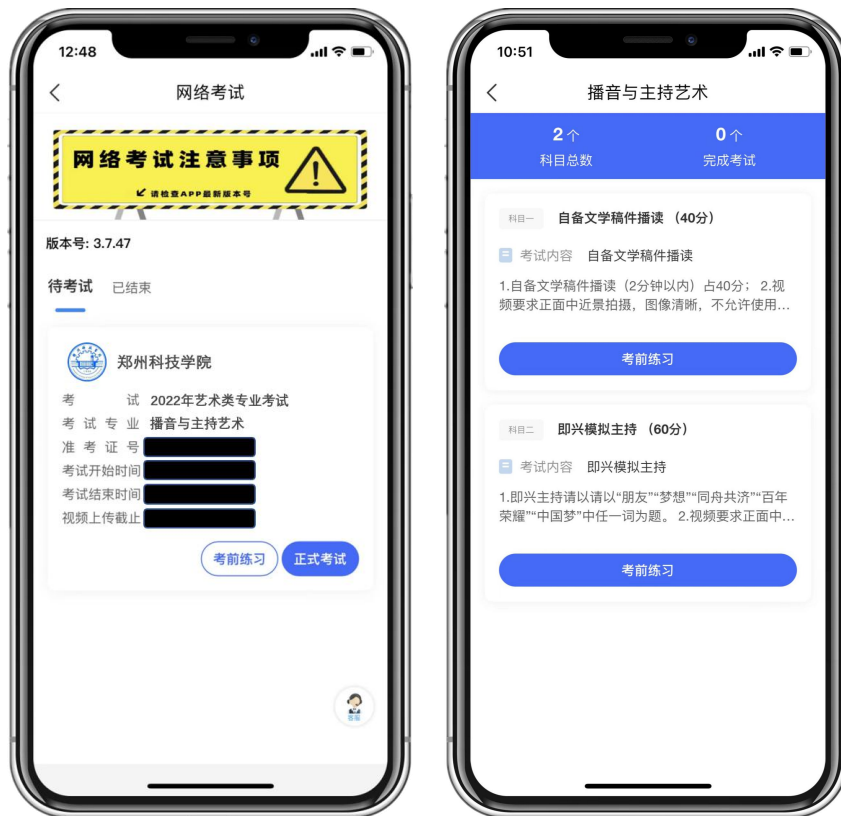 12:48
网络考试
网络考试注意事项
请检查APP最新版本号
版本号: 3.7.47
待考试 已结束
郑州科技学院
考试 2022年艺术类专业考试
考试专业 播音与主持艺术
准考证号
考试开始时间
考试结束时间
视频上传截止
考前练习 正式考试
客服
10:51
播音与主持艺术
2个 0个
科目总数 完成考试
科目一 自备文学稿件播读 (40分)
考试内容 自备文学稿件播读
1.自备文学稿件播读（2分钟以内）占40分； 2.视
频要求正面中近景拍摄，图像清晰，不允许使用...
考前练习
科目二 即兴模拟主持 (60分)
考试内容 即兴模拟主持
1.即兴主持请以请以“朋友”“梦想”“同舟共济”“百年
荣耀”“中国梦”中任一词为题。 2.视频要求正面中...
考前练习